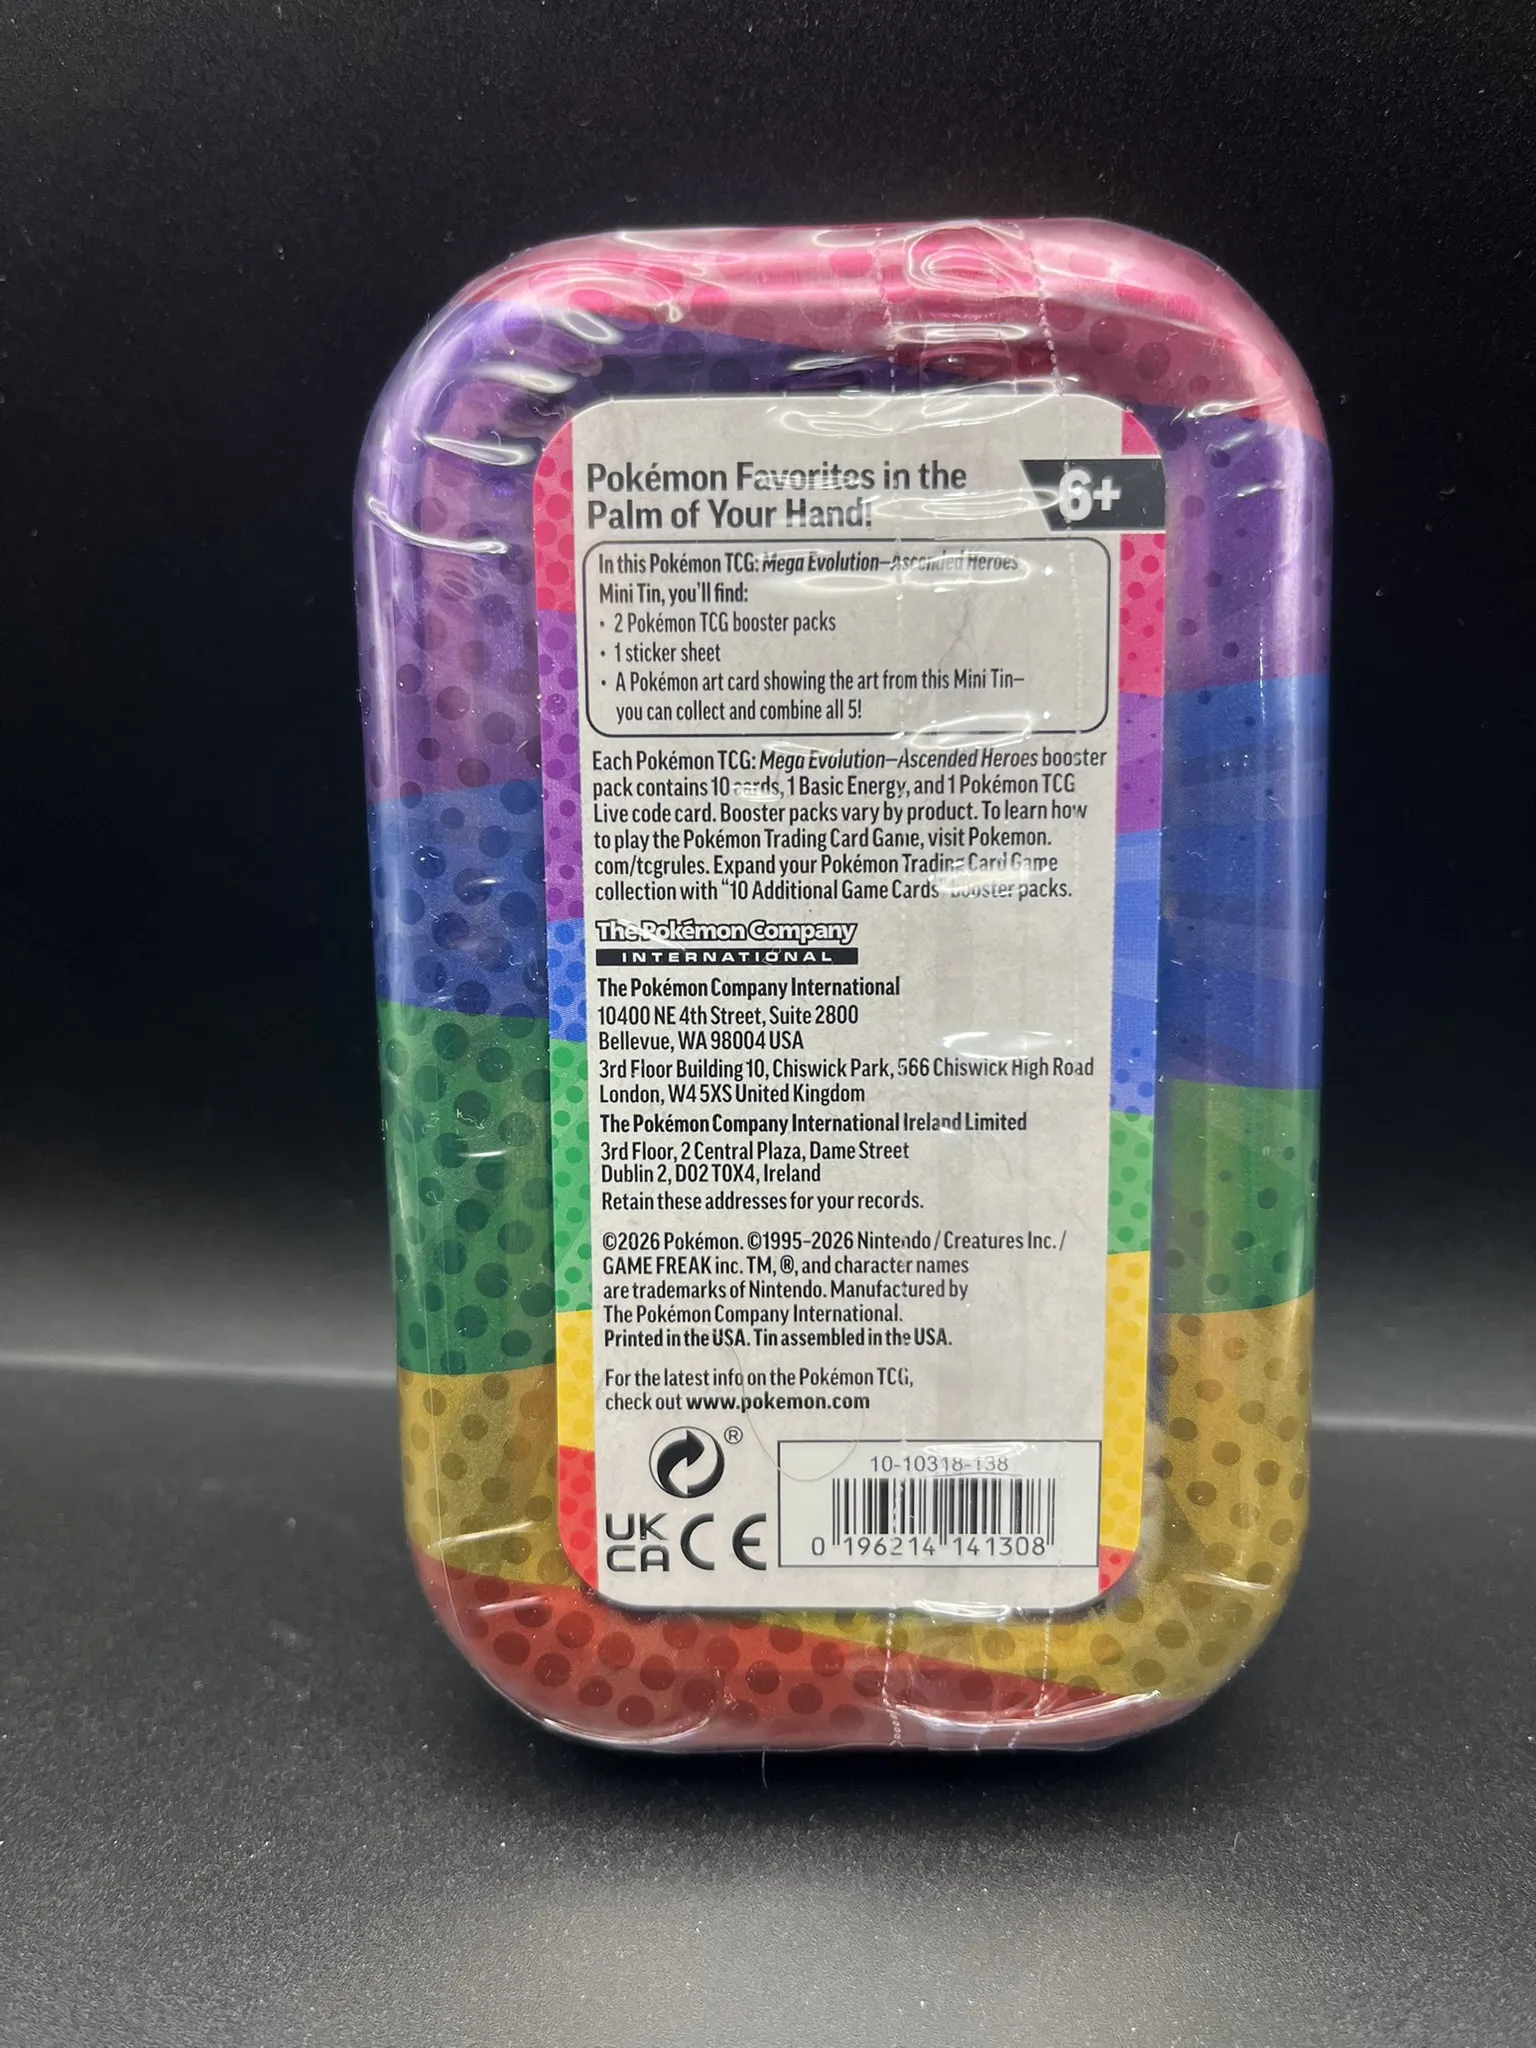 Pokémon Favorites in the
Palm of Your Hand!
6+
In this Pokémon TCG: Mega Evolution—Ascended Heroes
Mini Tin, you'll find:
• 2 Pokémon TCG booster packs
• 1 sticker sheet
• A Pokémon art card showing the art from this Mini Tin—
you can collect and combine all 5!
Each Pokémon TCG: Mega Evolution—Ascended Heroes booster
pack contains 10 cards, 1 Basic Energy, and 1 Pokémon TCG
Live code card. Booster packs vary by product. To learn how
to play the Pokémon Trading Card Game, visit Pokemon.
com/tcgrules. Expand your Pokémon Trading Card Game
collection with “10 Additional Game Cards” booster packs.
The Pokémon Company
INTERNATIONAL
The Pokémon Company International
10400 NE 4th Street, Suite 2800
Bellevue, WA 98004 USA
3rd Floor Building 10, Chiswick Park, 566 Chiswick High Road
London, W4 5XS United Kingdom
The Pokémon Company International Ireland Limited
3rd Floor, 2 Central Plaza, Dame Street
Dublin 2, D02 T0X4, Ireland
Retain these addresses for your records.
©2026 Pokémon. ©1995–2026 Nintendo / Creatures Inc. /
GAME FREAK inc. TM, ®, and character names
are trademarks of Nintendo. Manufactured by
The Pokémon Company International.
Printed in the USA. Tin assembled in the USA.
For the latest info on the Pokémon TCG,
check out www.pokemon.com
®
UK
CA CE
10-10318-138
0 196214 141308